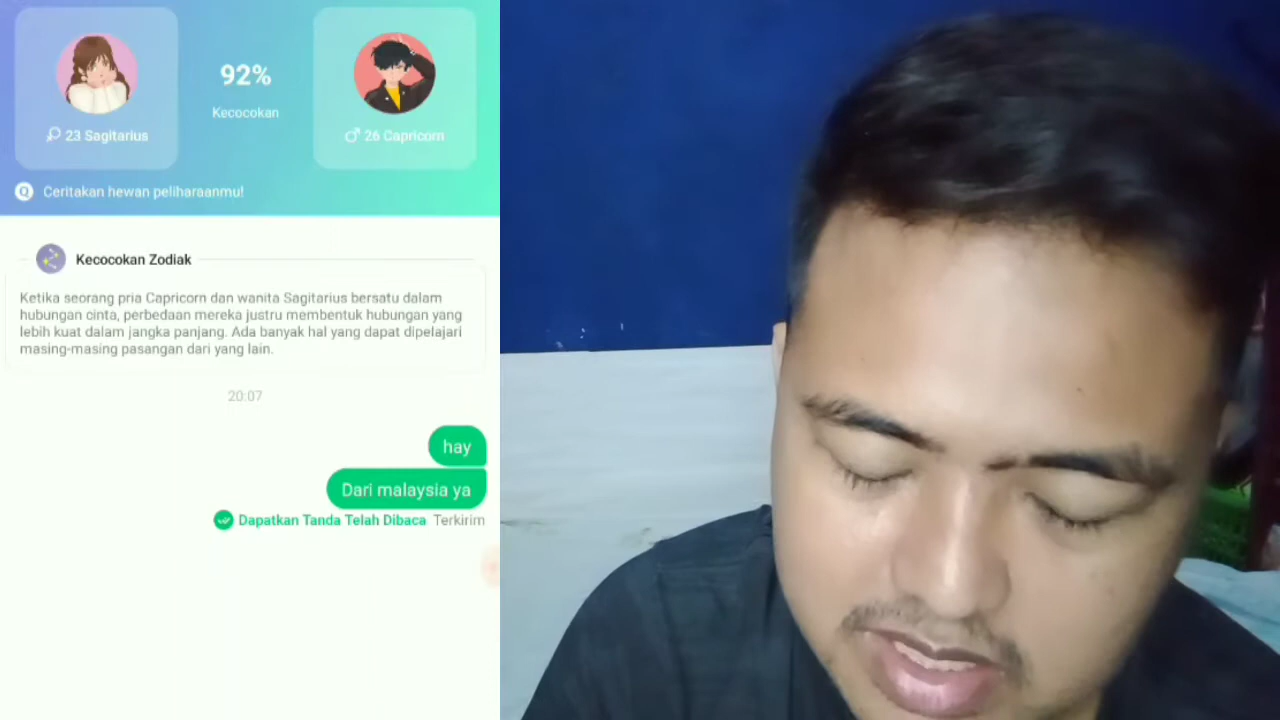 92%
Kecocokan
23 Sagitarius
26 Capricorn
Q Ceritakan hewan peliharaanmu!
Kecocokan Zodiak
Ketika seorang pria Capricorn dan wanita Sagitarius bersatu dalam
hubungan cinta, perbedaan mereka justru membentuk hubungan yang
lebih kuat dalam jangka panjang. Ada banyak hal yang dapat dipelajari
masing-masing pasangan dari yang lain.
20:07
hay
Dari malaysia ya
Dapatkan Tanda Telah Dibaca Terkirim